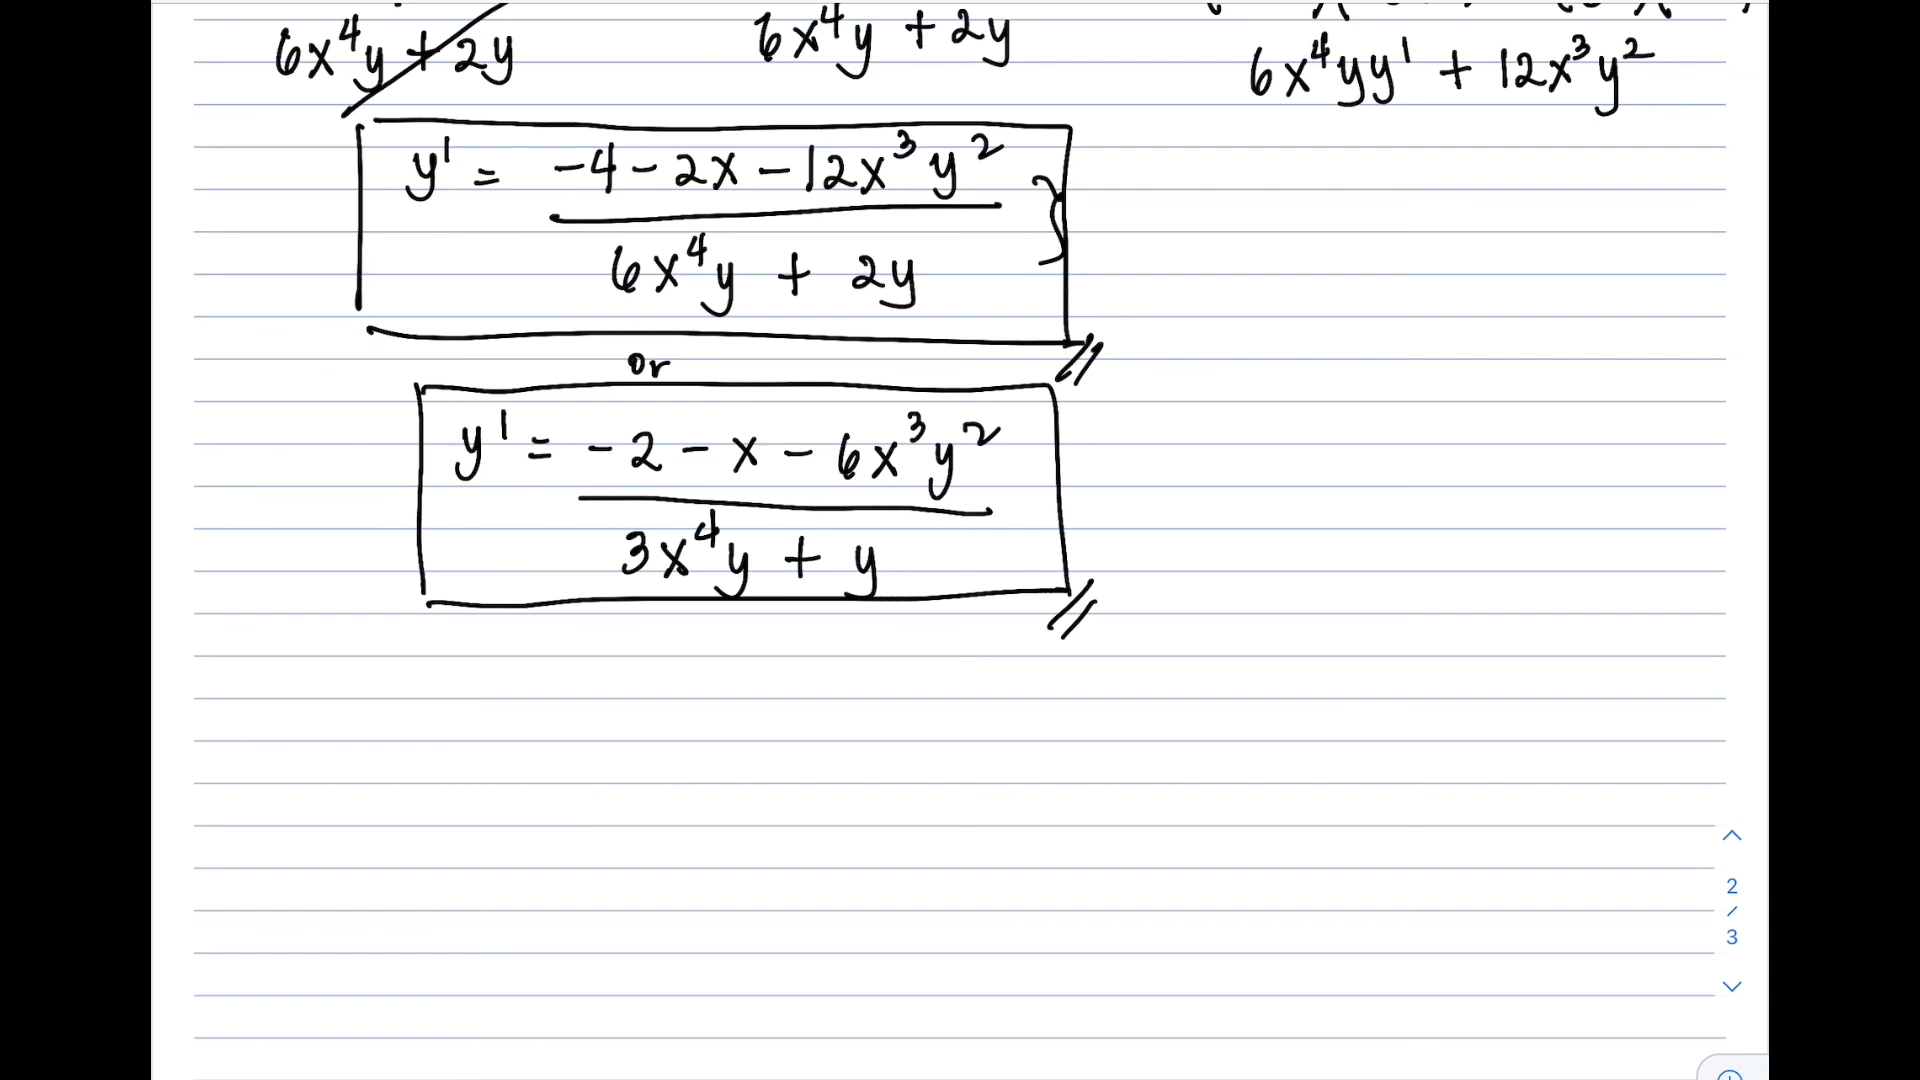 6x⁴y + 2y 6x⁴y + 2y
6x⁴yy' + 12x³y²
y' = -4 - 2x - 12x³y²
6x⁴y + 2y
or
y' = -2 - x - 6x³y²
3x⁴y + y
2
/
3